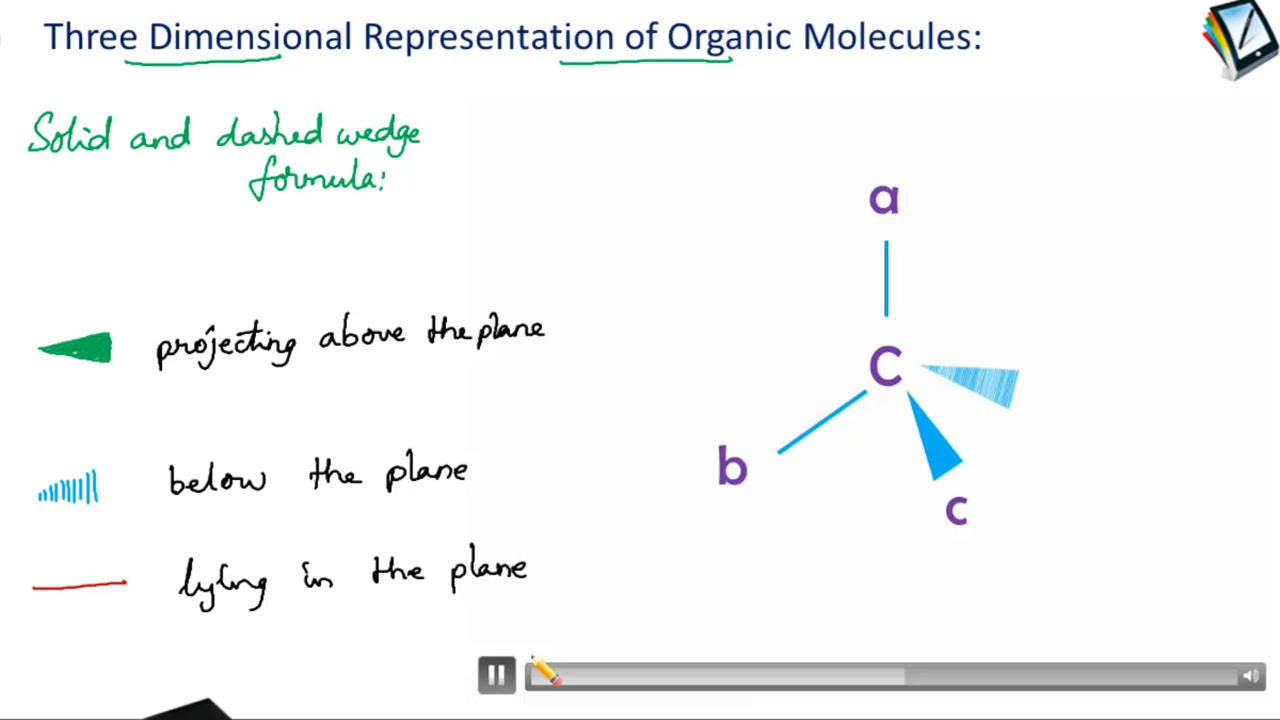 Three Dimensional Representation of Organic Molecules:
Solid and dashed wedge
formula:
projecting above the plane
below the plane
lying in the plane
a
C
b
c